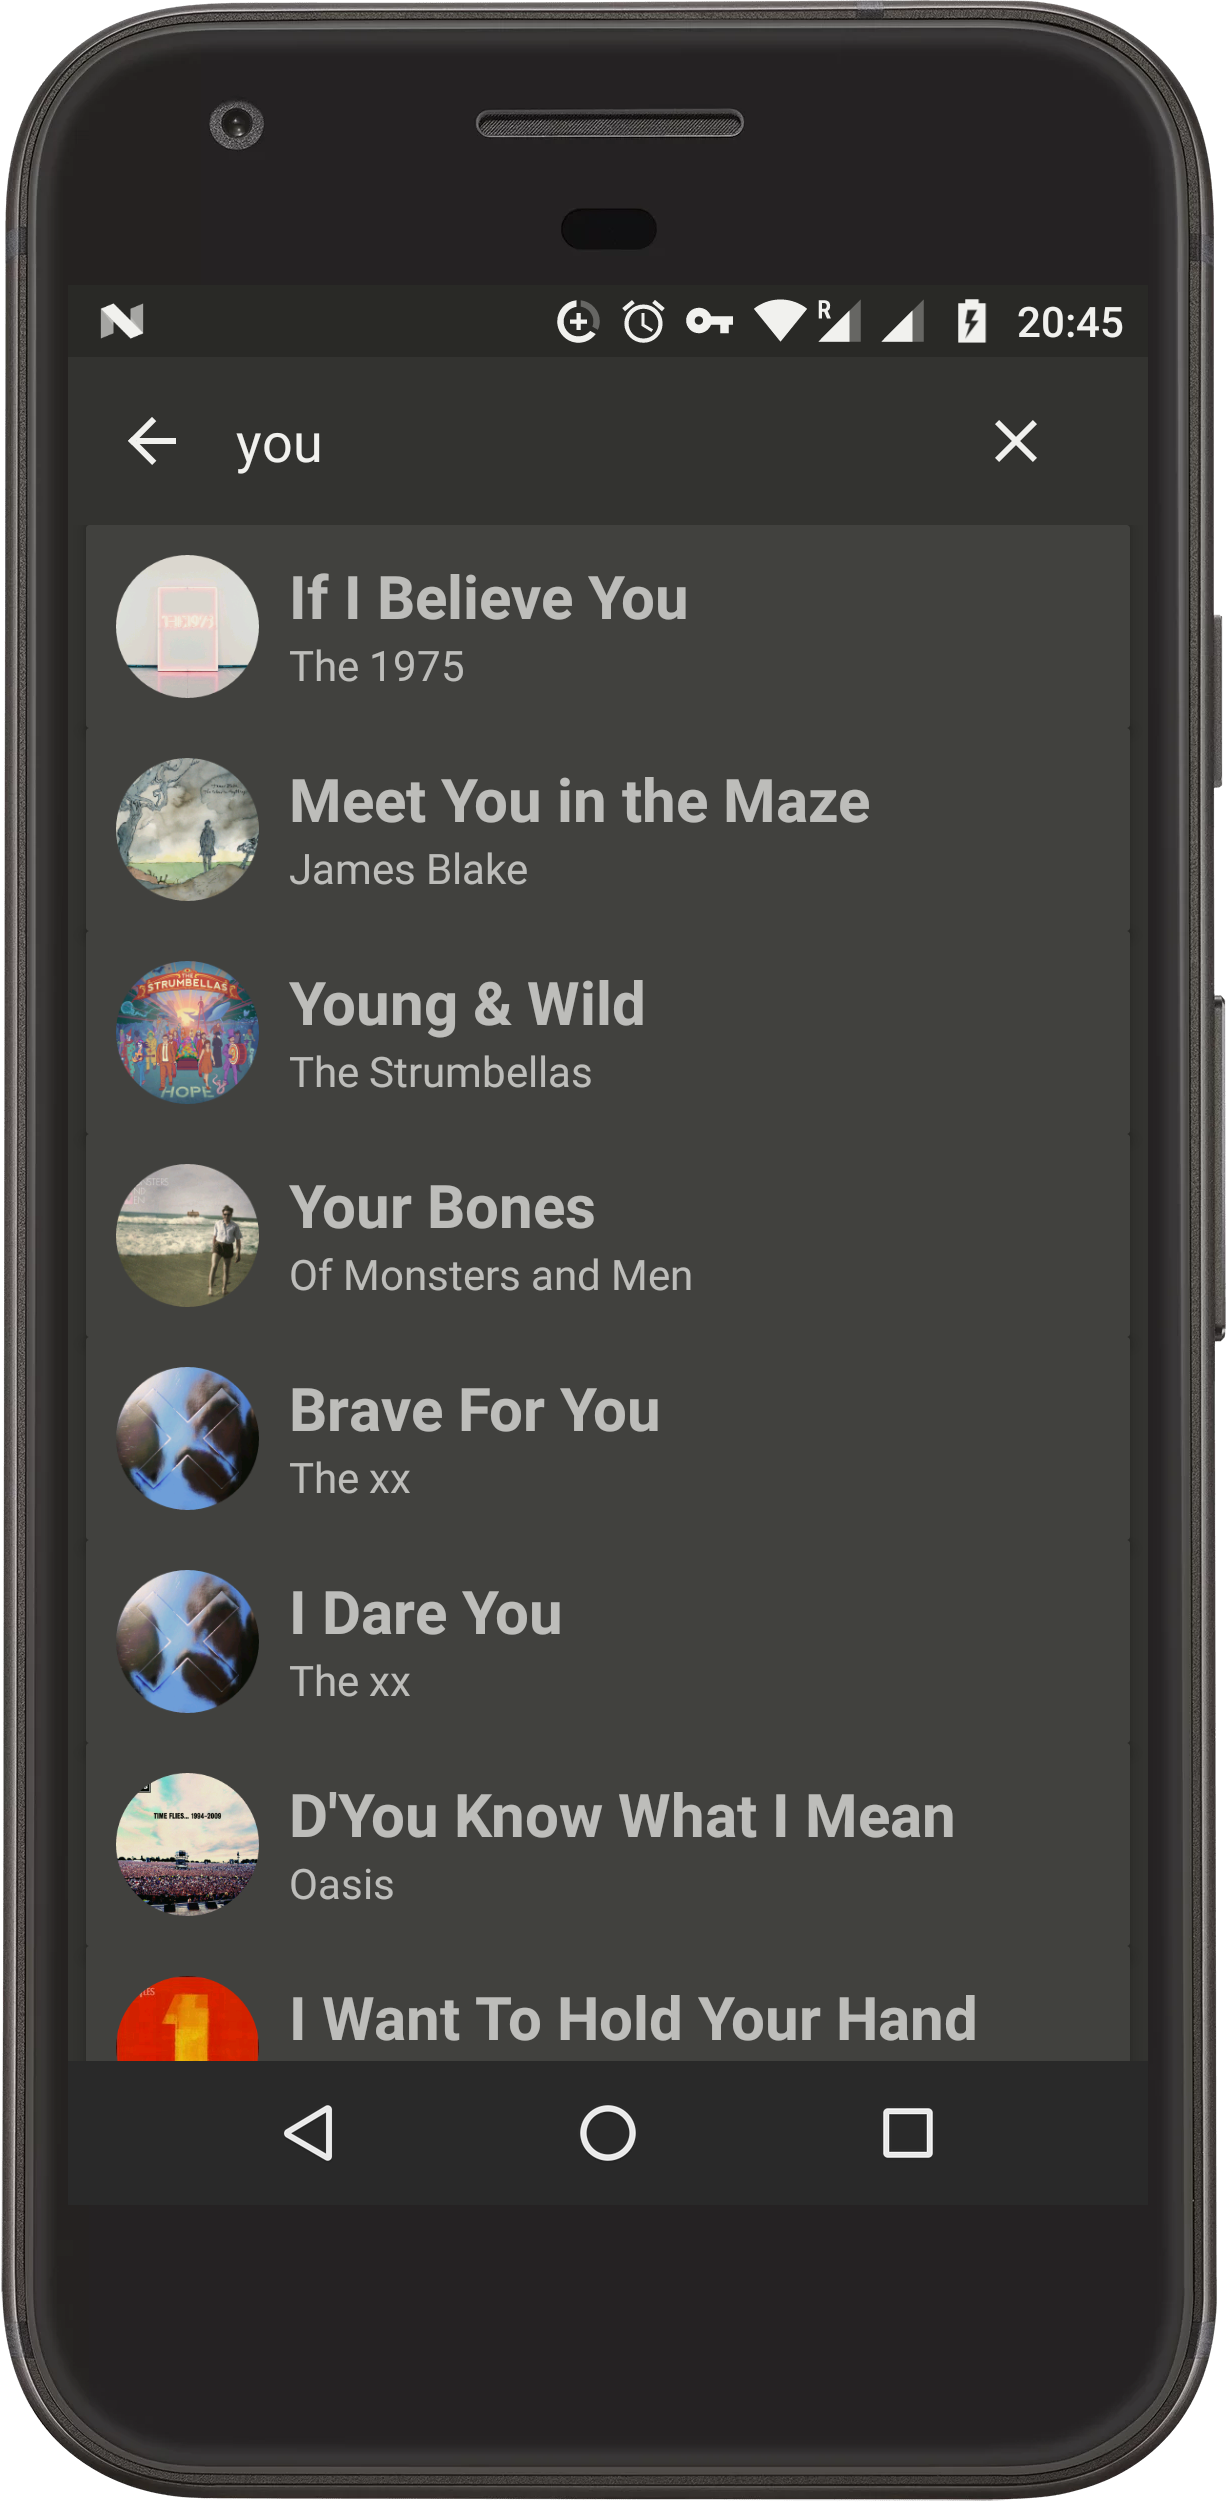 R 20:45
you
If I Believe You
The 1975
Meet You in the Maze
James Blake
THE
STRUMBELLAS
HOPE
Young & Wild
The Strumbellas
Your Bones
Of Monsters and Men
Brave For You
The xx
I Dare You
The xx
TIME FLIES... 1994-2009
D'You Know What I Mean
Oasis
1
I Want To Hold Your Hand